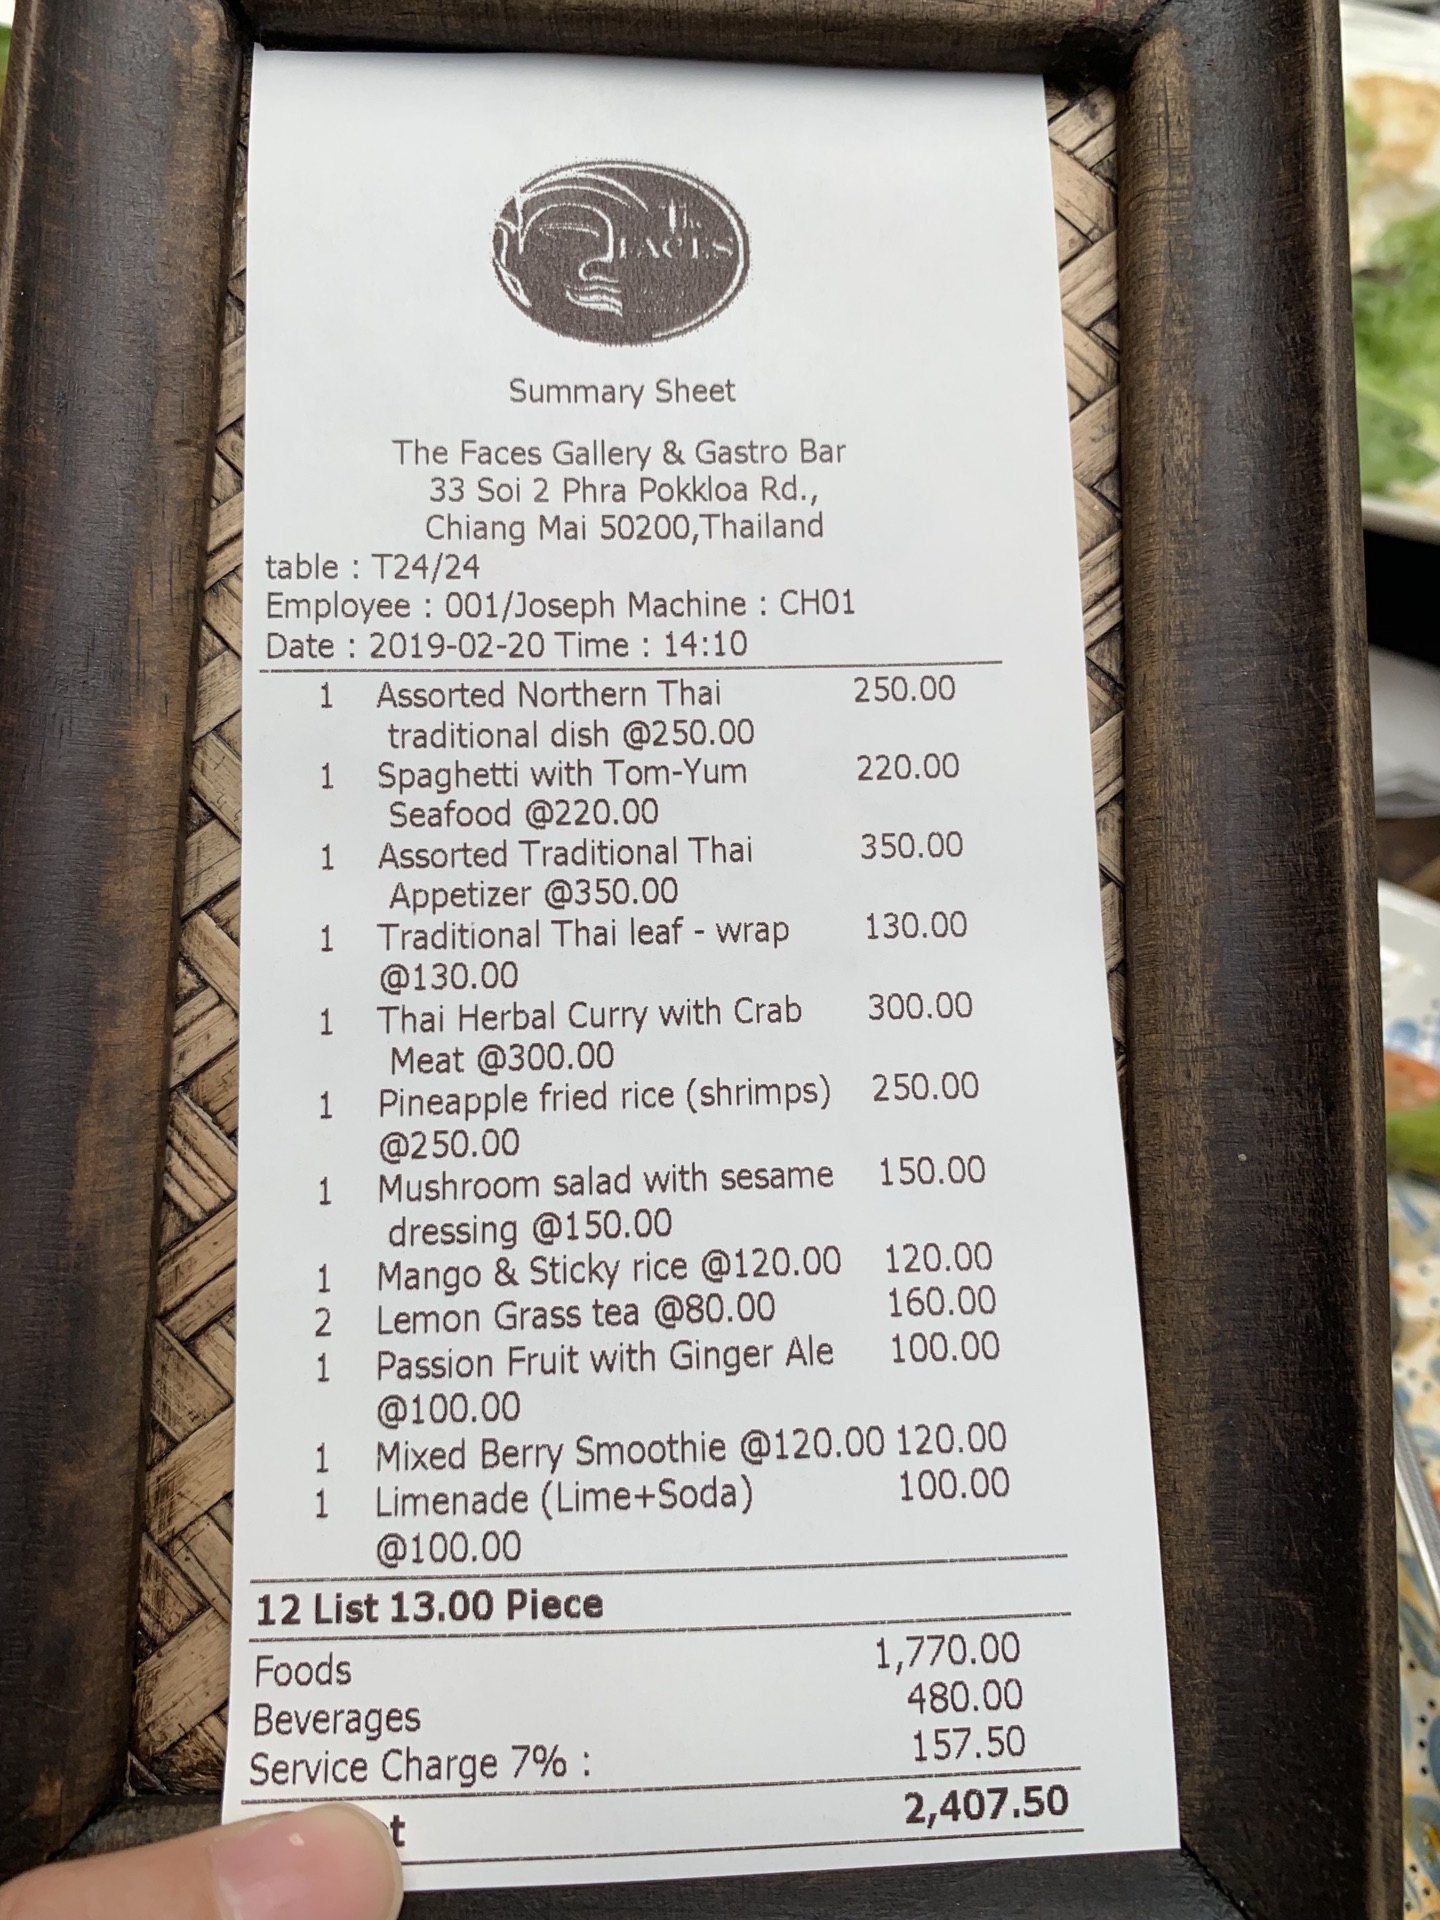 The
FACES
Summary Sheet
The Faces Gallery & Gastro Bar
33 Soi 2 Phra Pokkloa Rd.,
Chiang Mai 50200,Thailand
table : T24/24
Employee : 001/Joseph Machine : CH01
Date : 2019-02-20 Time : 14:10
1 Assorted Northern Thai 250.00
traditional dish @250.00
1 Spaghetti with Tom-Yum 220.00
Seafood @220.00
1 Assorted Traditional Thai 350.00
Appetizer @350.00
1 Traditional Thai leaf - wrap 130.00
@130.00
1 Thai Herbal Curry with Crab 300.00
Meat @300.00
1 Pineapple fried rice (shrimps) 250.00
@250.00
1 Mushroom salad with sesame 150.00
dressing @150.00
1 Mango & Sticky rice @120.00 120.00
2 Lemon Grass tea @80.00 160.00
1 Passion Fruit with Ginger Ale 100.00
@100.00
1 Mixed Berry Smoothie @120.00 120.00
1 Limenade (Lime+Soda) 100.00
@100.00
12 List 13.00 Piece
Foods 1,770.00
Beverages 480.00
Service Charge 7% : 157.50
2,407.50